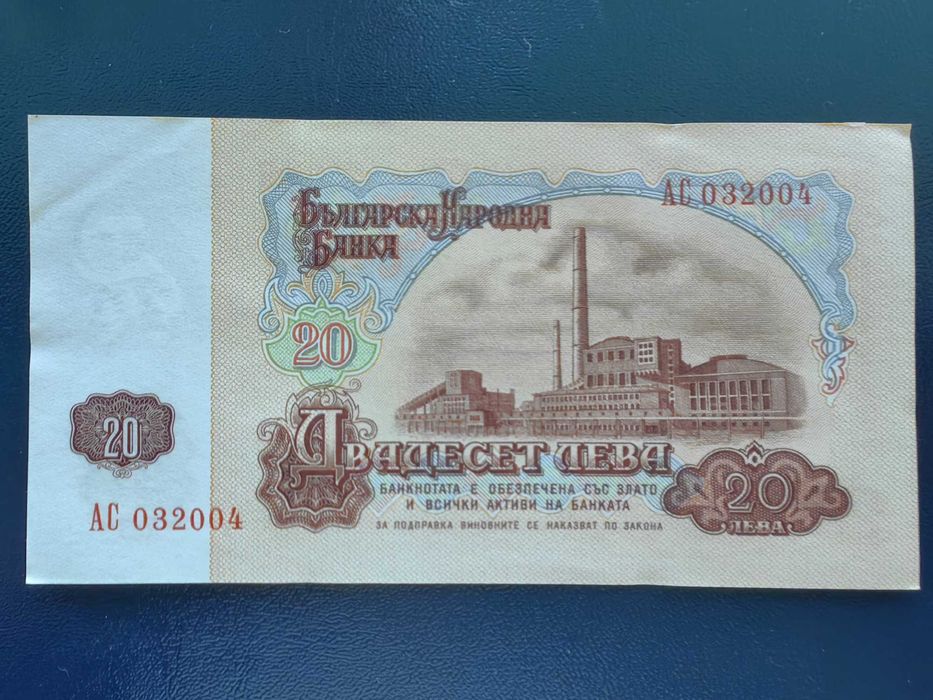 Българска Народна
Банка
АС 032004
20
Двадесет лева
БАНКНОТАТА Е ОБЕЗПЕЧЕНА СЪС ЗЛАТО
И ВСИЧКИ АКТИВИ НА БАНКАТА
ЗА ПОДПРАВКА ВИНОВНИТЕ СЕ НАКАЗВАТ ПО ЗАКОНА
20
ЛЕВА
20
АС 032004